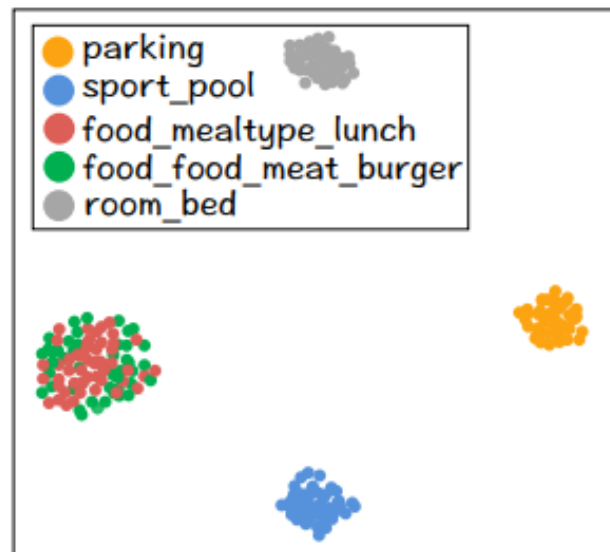 parking
sport_pool
food_mealtype_lunch
food_food_meat_burger
room_bed